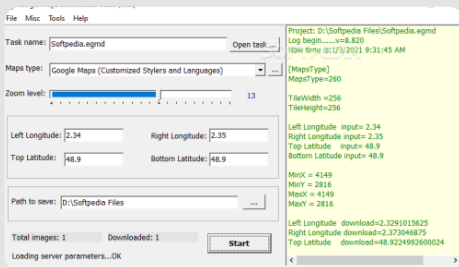 File Misc Tools Help
Task name: Softpedia.egmd Open task ...
Maps type: Google Maps (Customized Stylers and Languages) ...
Zoom level: 13
Left Longitude: 2.34 Right Longitude: 2.35
Top Latitude: 48.9 Bottom Latitude: 48.9
Path to save: D:\Softpedia Files ...
Total images: 1 Downloaded: 1 Start
Loading server parameters...OK
Project: D:\Softpedia Files\Softpedia.egmd
Log begin......v=8.820
Now time is:1/3/2021 9:31:45 AM
[MapsType]
MapsType=260
TileWidth =256
TileHeight=256
Left Longitude input= 2.34
Right Longitude input= 2.35
Top Latitude input= 48.9
Bottom Latitude input= 48.9
MinX = 4149
MinY = 2816
MaxX = 4149
MaxY = 2816
Left Longitude download=2.3291015625
Right Longitude download=2.373046875
Top Latitude download=48.9224992600024